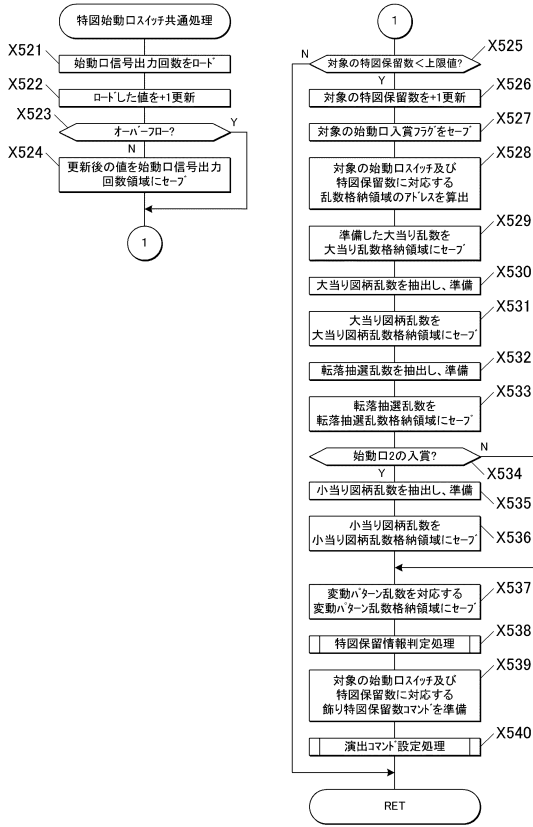 特図始動口スイッチ共通処理
X521
始動口信号出力回数をロード
X522
ロードした値を+1更新
X523
オーバーフロー?
Y
N
X524
更新後の値を始動口信号出力
回数領域にセーブ
1
1
X525
N
対象の特図保留数<上限値?
Y
X526
対象の特図保留数を+1更新
X527
対象の始動口入賞フラグをセーブ
X528
対象の始動口スイッチ及び
特図保留数に対応する
乱数格納領域のアドレスを算出
X529
準備した大当り乱数を
大当り乱数格納領域にセーブ
X530
大当り図柄乱数を抽出し、準備
X531
大当り図柄乱数を
大当り図柄乱数格納領域にセーブ
X532
転落抽選乱数を抽出し、準備
X533
転落抽選乱数を
転落抽選乱数格納領域にセーブ
始動口2の入賞?
N
X534
Y
小当り図柄乱数を抽出し、準備
X535
小当り図柄乱数を
小当り図柄乱数格納領域にセーブ
X536
X537
変動パターン乱数を対応する
変動パターン乱数格納領域にセーブ
X538
特図保留情報判定処理
X539
対象の始動口スイッチ及び
特図保留数に対応する
飾り特図保留数コマンドを準備
X540
演出コマンド設定処理
RET